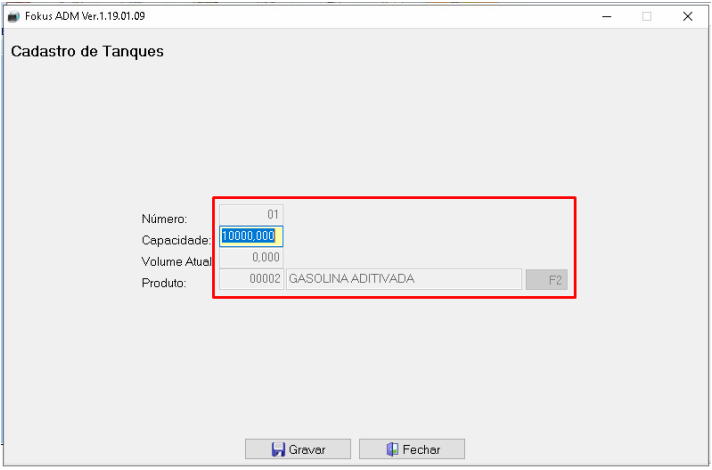 Fokus ADM Ver.1.19.01.09
Cadastro de Tanques
Número: 01
Capacidade: 10000,000
Volume Atual 0,000
Produto: 00002 GASOLINA ADITIVADA F2
Gravar Fechar